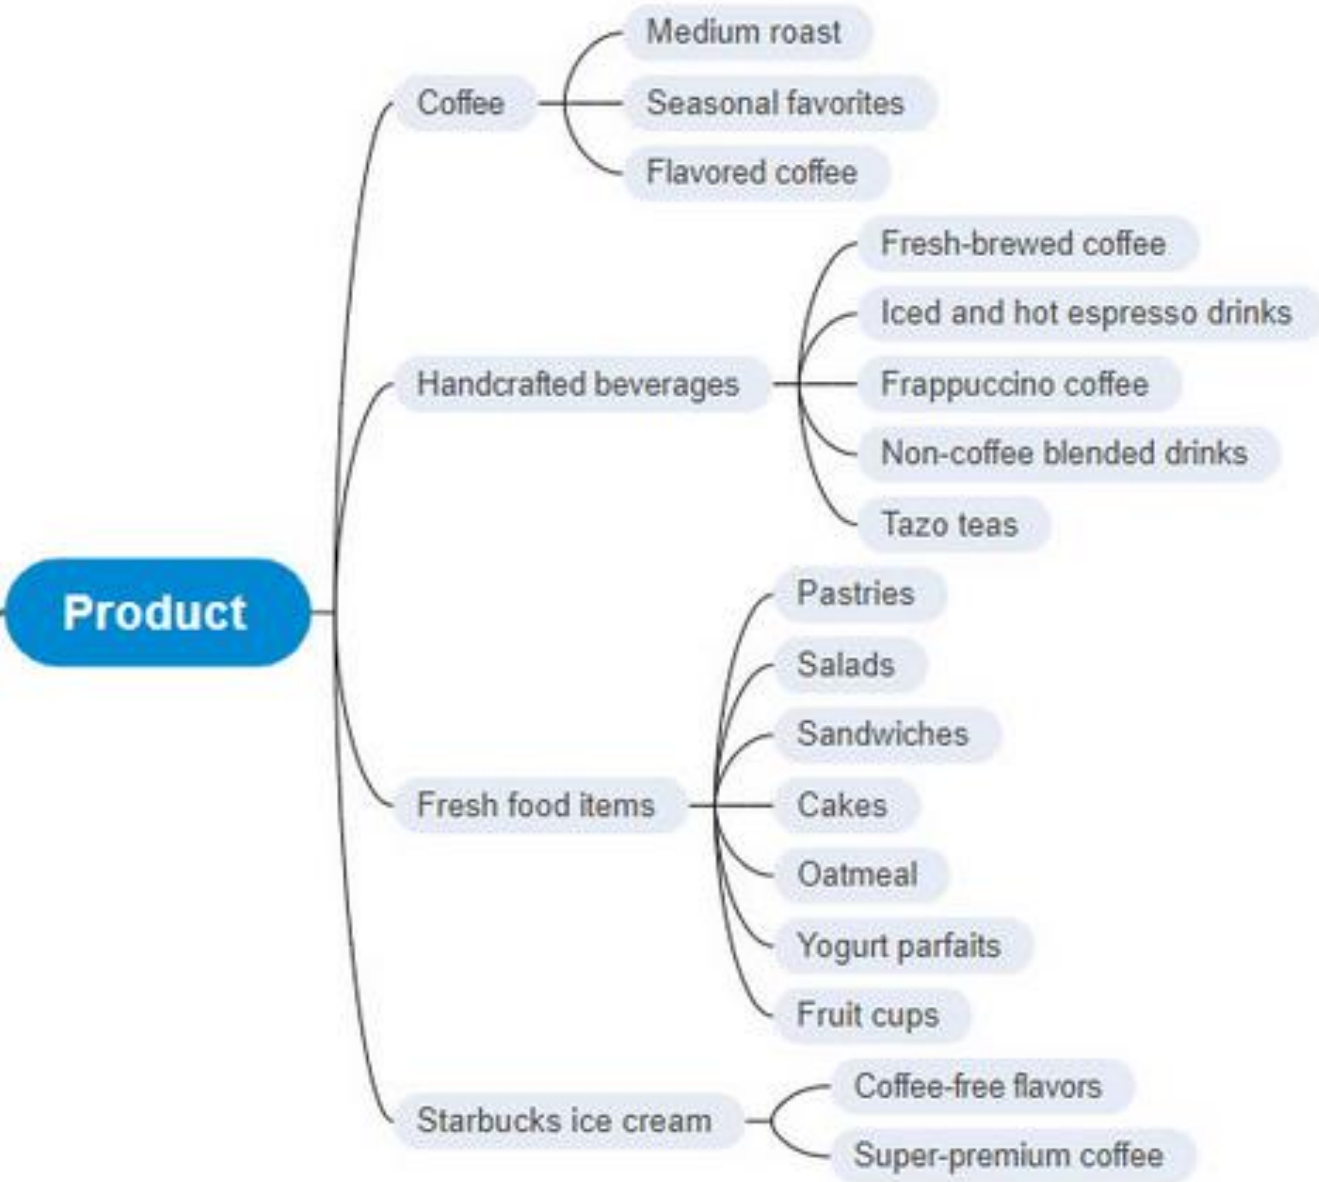 Product
Coffee
Medium roast
Seasonal favorites
Flavored coffee
Handcrafted beverages
Fresh-brewed coffee
Iced and hot espresso drinks
Frappuccino coffee
Non-coffee blended drinks
Tazo teas
Fresh food items
Pastries
Salads
Sandwiches
Cakes
Oatmeal
Yogurt parfaits
Fruit cups
Starbucks ice cream
Coffee-free flavors
Super-premium coffee